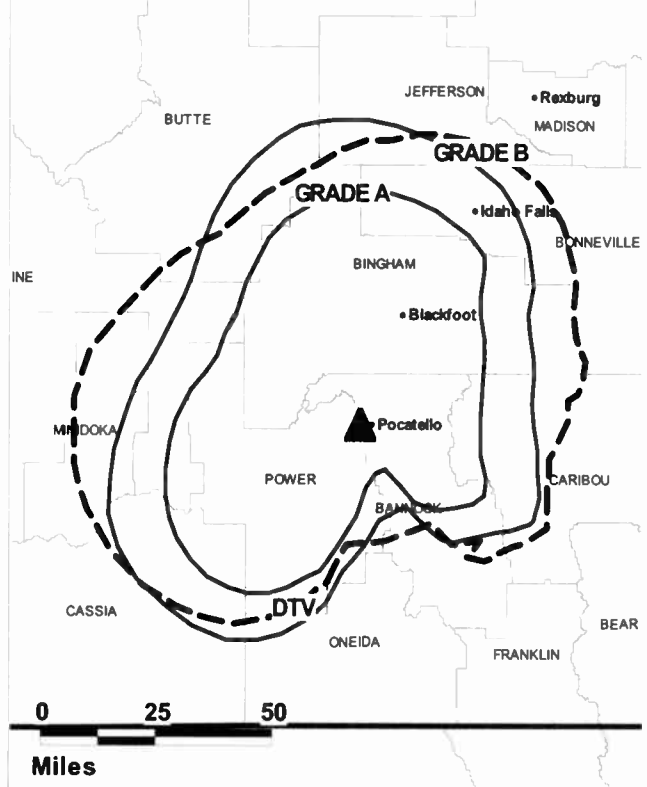 JEFFERSON
Rexburg
BUTTE
MADISON
GRADE B
GRADE A
Idaho Falls
BONNEVILLE
BINGHAM
INE
Blackfoot
Pocatello
MINIDOKA
POWER
CARIBOU
BANNOCK
DTV
CASSIA
BEAR
ONEIDA
FRANKLIN
0 25 50
Miles